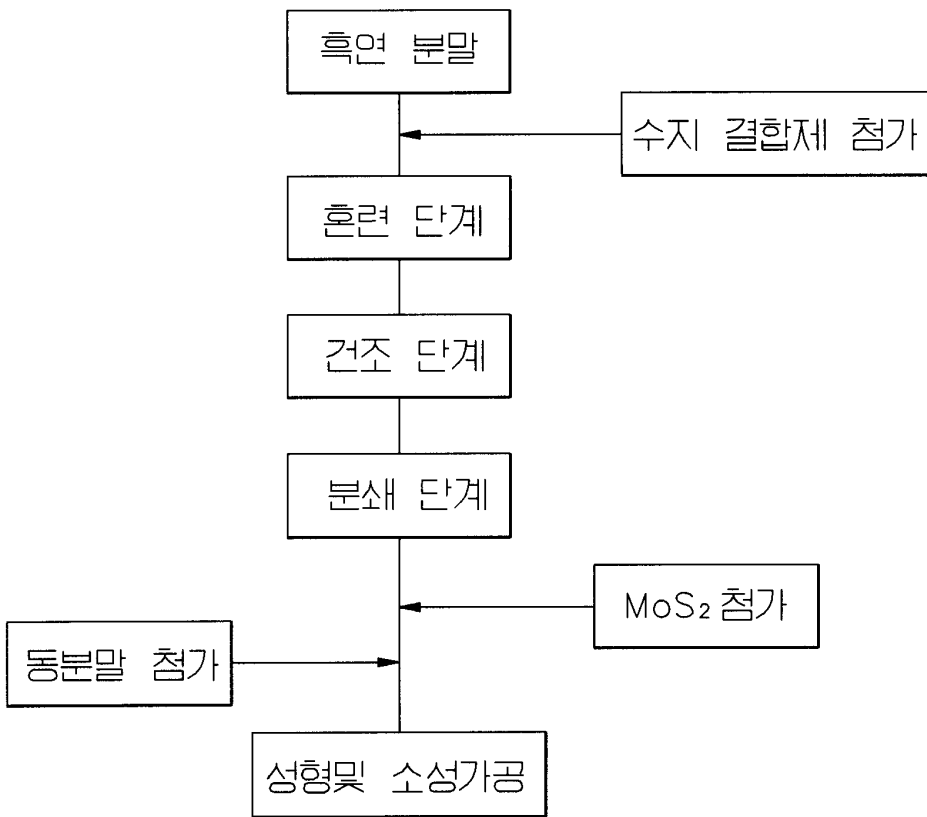 흑연 분말
수지 결합제 첨가
혼련 단계
건조 단계
분쇄 단계
MoS₂ 첨가
동분말 첨가
성형및 소성가공